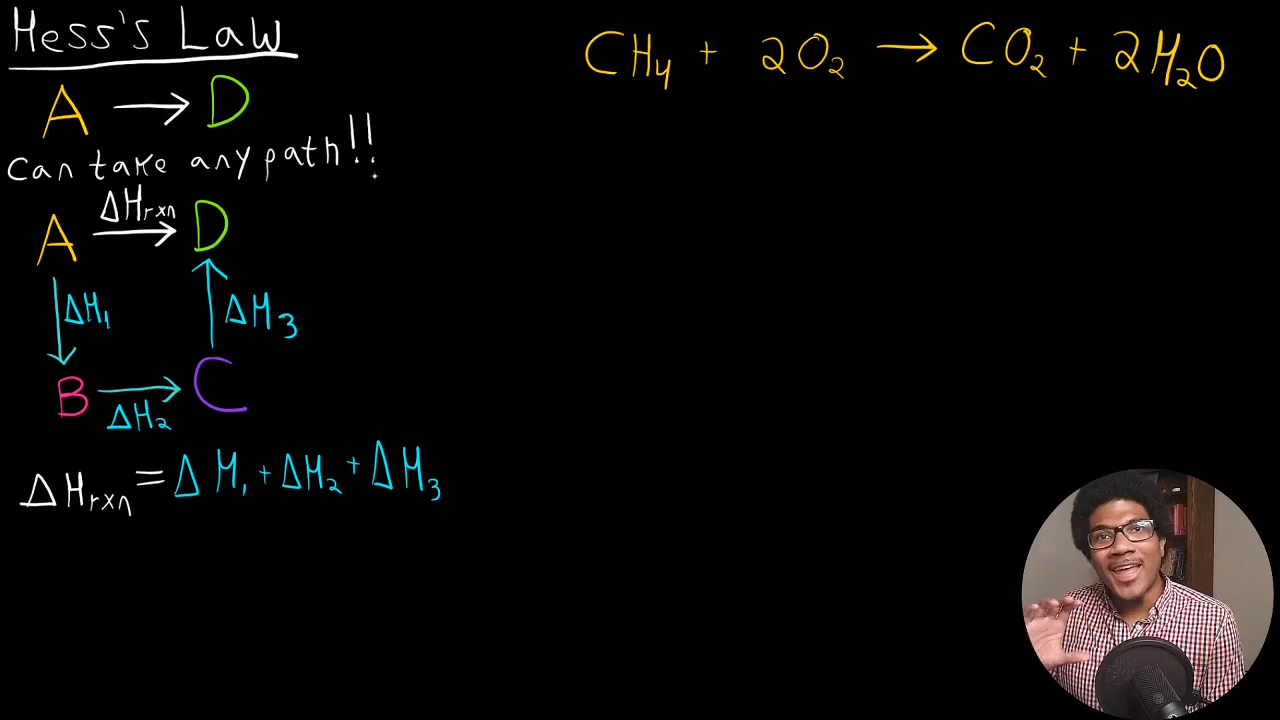 Hess's Law
A → D
can take any path!!
ΔHrxn
A → D
ΔH₁
ΔH₃
B → C
ΔH₂
ΔHrxn = ΔH₁ + ΔH₂ + ΔH₃
CH₄ + 2O₂ → CO₂ + 2H₂O